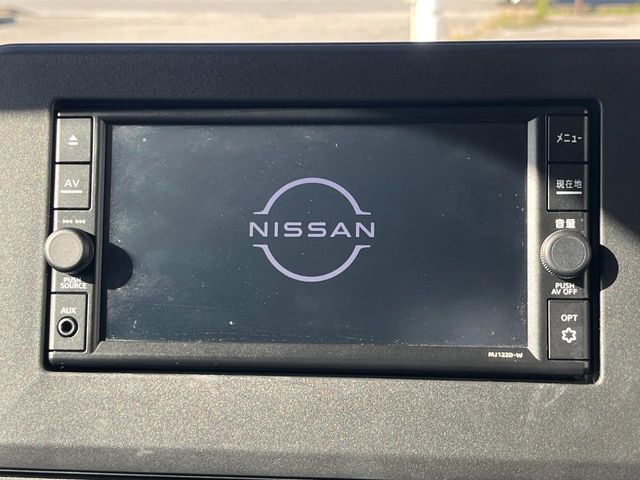 AV
PUSH
SOURCE
AUX
NISSAN
メニュー
現在地
音量
PUSH
AV OFF
OPT
MJ122D-W